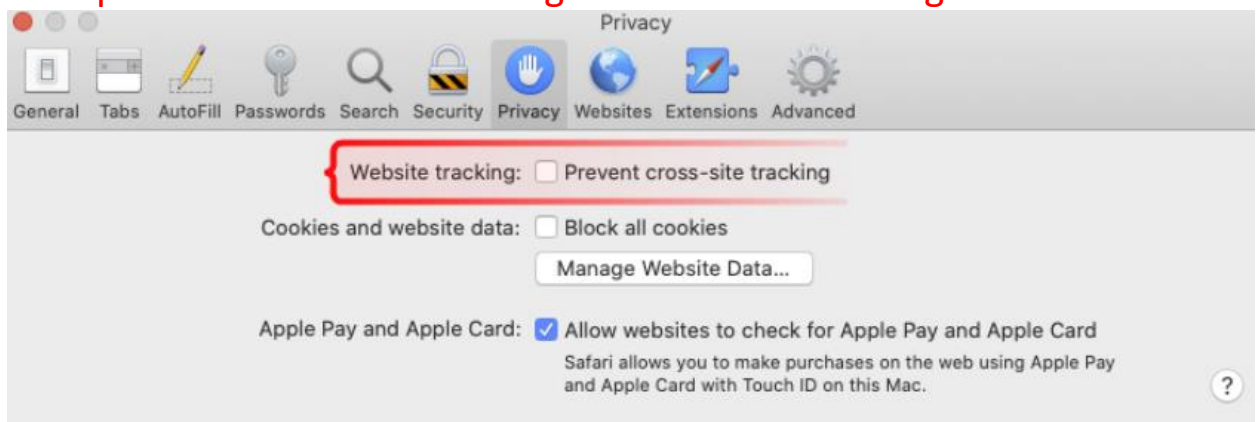 Privacy
General Tabs AutoFill Passwords Search Security Privacy Websites Extensions Advanced
Website tracking: Prevent cross-site tracking
Cookies and website data: Block all cookies
Manage Website Data...
Apple Pay and Apple Card: Allow websites to check for Apple Pay and Apple Card
Safari allows you to make purchases on the web using Apple Pay
and Apple Card with Touch ID on this Mac.
?